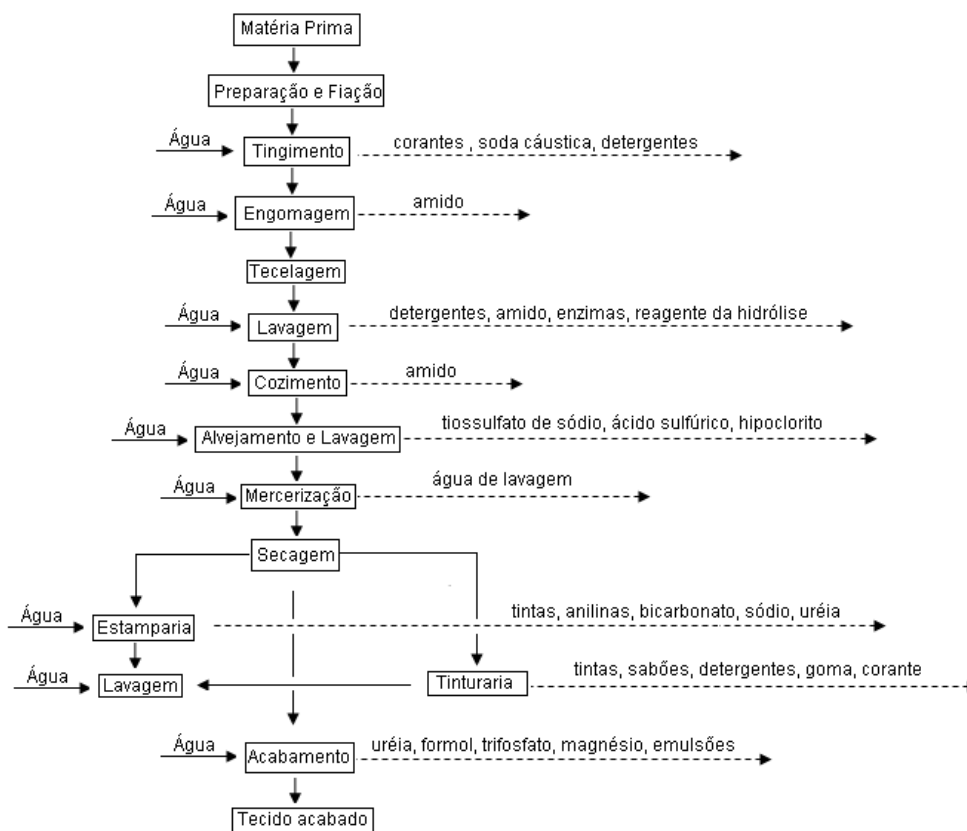 Matéria Prima
Preparação e Fiação
Água
Tingimento
corantes , soda cáustica, detergentes
Água
Engomagem
amido
Tecelagem
Água
Lavagem
detergentes, amido, enzimas, reagente da hidrólise
Água
Cozimento
amido
Água
Alvejamento e Lavagem
tiossulfato de sódio, ácido sulfúrico, hipoclorito
Água
Mercerização
água de lavagem
Secagem
Água
Estamparia
tintas, anilinas, bicarbonato, sódio, uréia
Água
Lavagem
Tinturaria
tintas, sabões, detergentes, goma, corante
Água
Acabamento
uréia, formol, trifosfato, magnésio, emulsões
Tecido acabado